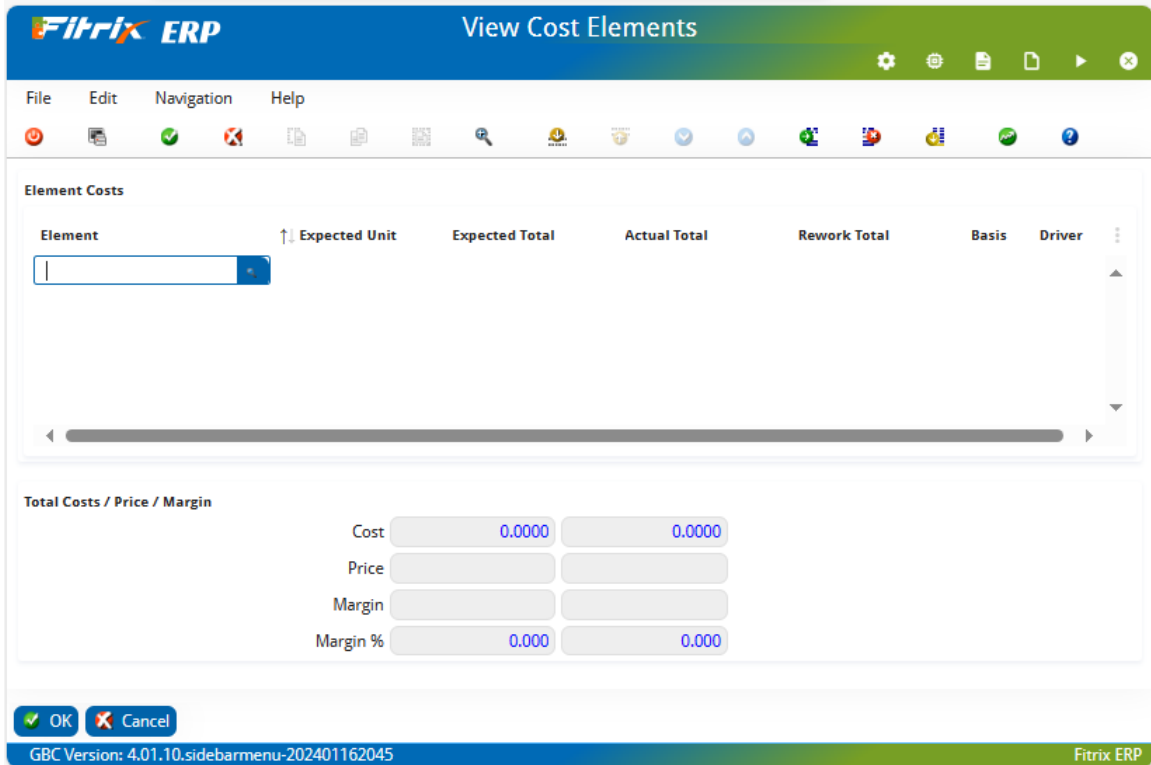 Fitrix ERP
View Cost Elements
File Edit Navigation Help
Element Costs
Element Expected Unit Expected Total Actual Total Rework Total Basis Driver
Total Costs / Price / Margin
Cost 0.0000 0.0000
Price
Margin
Margin % 0.000 0.000
OK Cancel
GBC Version: 4.01.10.sidebarmenu-202401162045 Fitrix ERP